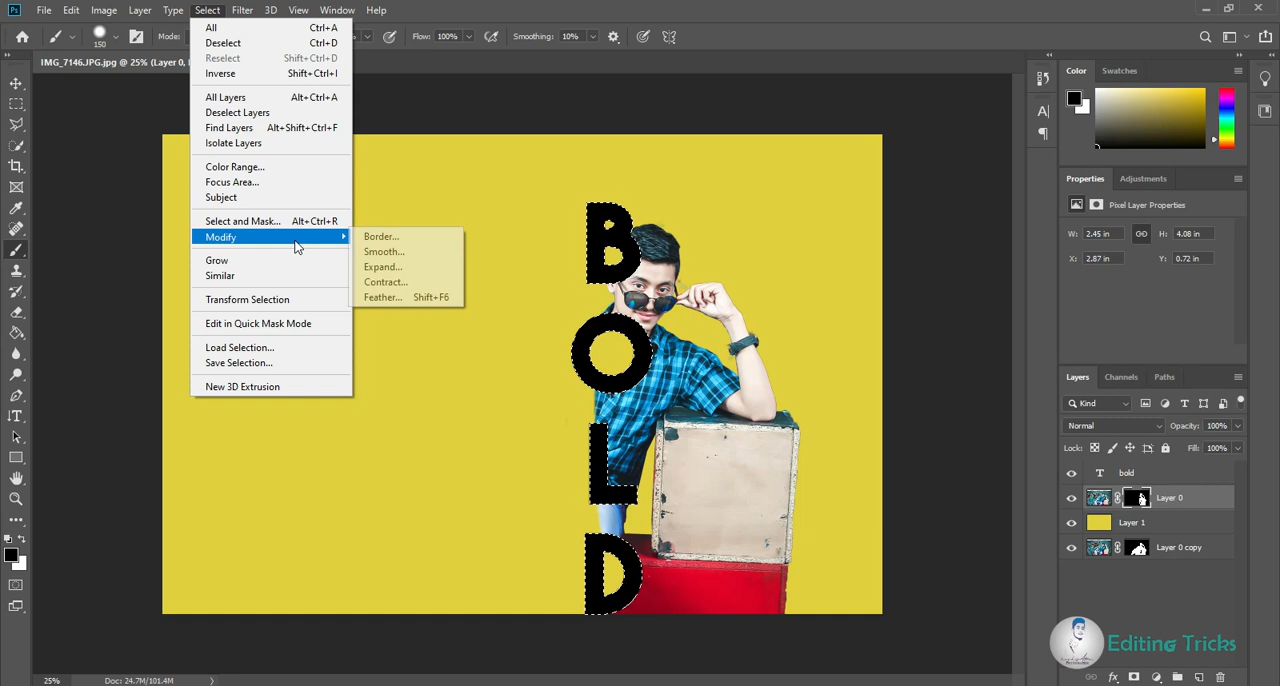 Ps File Edit Image Layer Type Select Filter 3D View Window Help
150 Mode: Flow: 100% Smoothing: 10%
IMG_7146.JPG.jpg @ 25% (Layer 0,
All Ctrl+A
Deselect Ctrl+D
Reselect Shift+Ctrl+D
Inverse Shift+Ctrl+I
All Layers Alt+Ctrl+A
Deselect Layers
Find Layers Alt+Shift+Ctrl+F
Isolate Layers
Color Range...
Focus Area...
Subject
Select and Mask... Alt+Ctrl+R
Modify
Grow
Similar
Transform Selection
Edit in Quick Mask Mode
Load Selection...
Save Selection...
New 3D Extrusion
Border...
Smooth...
Expand...
Contract...
Feather... Shift+F6
B
O
L
D
Color Swatches
Properties Adjustments
Pixel Layer Properties
W: 2.45 in GO H: 4.08 in
X: 2.87 in Y: 0.72 in
Layers Channels Paths
Kind
Normal Opacity: 100%
Lock: Fill: 100%
T bold
Layer 0
Layer 1
Layer 0 copy
Editing Tricks
25% Doc: 24.7M/101.4M